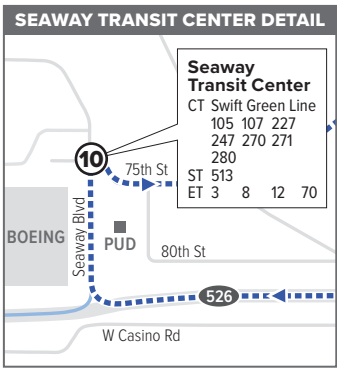 SEAWAY TRANSIT CENTER DETAIL
Seaway
Transit Center
CT Swift Green Line
105 107 227
247 270 271
280
ST 513
ET 3 8 12 70
10
75th St
BOEING
Seaway Blvd
PUD
80th St
526
W Casino Rd